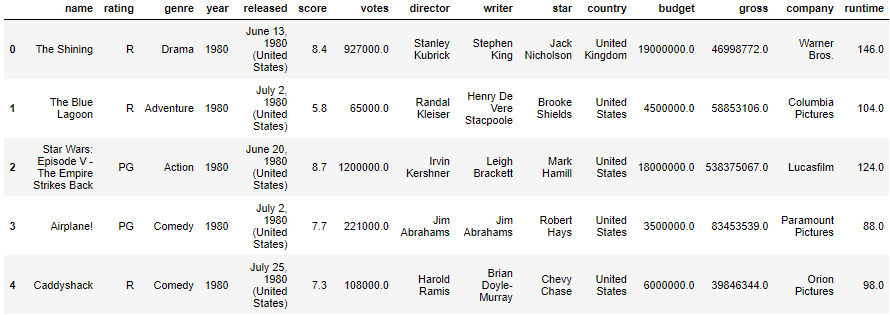 name rating genre year released score votes director writer star country budget gross company runtime
0 The Shining R Drama 1980 June 13, 1980 (United States) 8.4 927000.0 Stanley Kubrick Stephen King Jack Nicholson United Kingdom 19000000.0 46998772.0 Warner Bros. 146.0
1 The Blue Lagoon R Adventure 1980 July 2, 1980 (United States) 5.8 65000.0 Randal Kleiser Henry De Vere Stacpoole Brooke Shields United States 4500000.0 58853106.0 Columbia Pictures 104.0
2 Star Wars: Episode V - The Empire Strikes Back PG Action 1980 June 20, 1980 (United States) 8.7 1200000.0 Irvin Kershner Leigh Brackett Mark Hamill United States 18000000.0 538375067.0 Lucasfilm 124.0
3 Airplane! PG Comedy 1980 July 2, 1980 (United States) 7.7 221000.0 Jim Abrahams Jim Abrahams Robert Hays United States 3500000.0 83453539.0 Paramount Pictures 88.0
4 Caddyshack R Comedy 1980 July 25, 1980 (United States) 7.3 108000.0 Harold Ramis Brian Doyle-Murray Chevy Chase United States 6000000.0 39846344.0 Orion Pictures 98.0